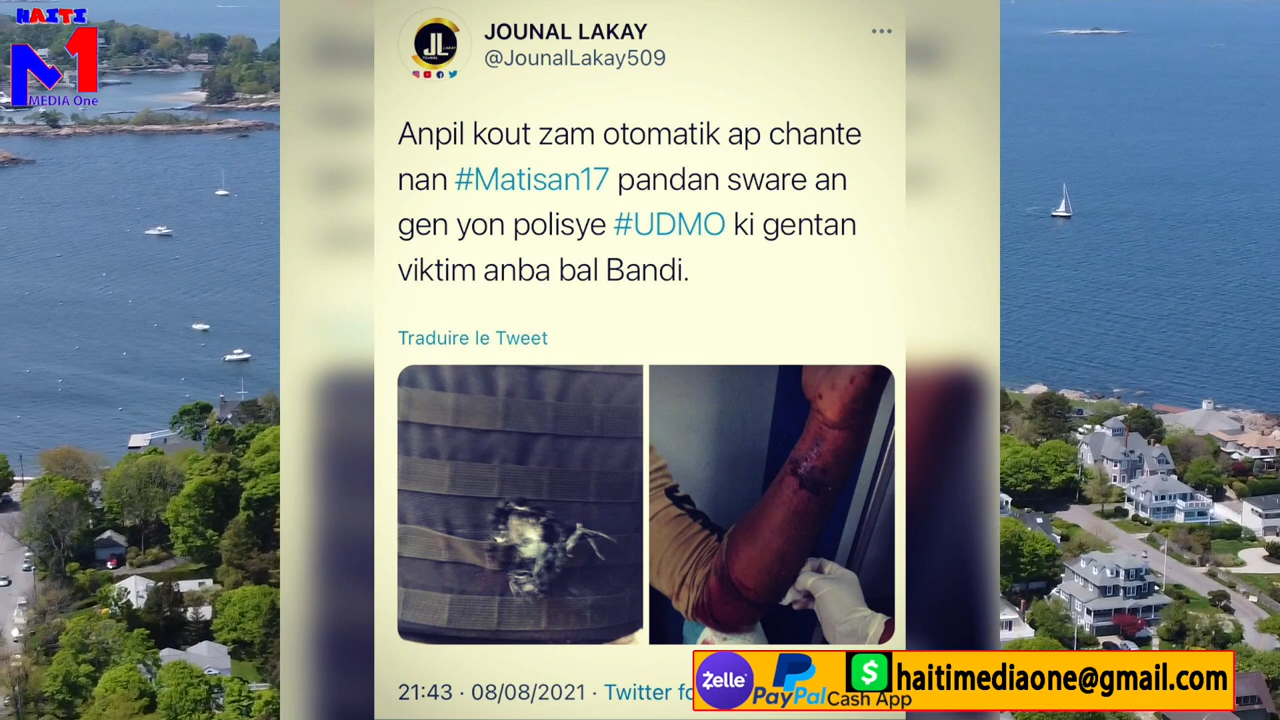 HAITI
M1
MEDIA One
JL
JOUNAL LAKAY
@JounalLakay509
Anpil kout zam otomatik ap chante
nan #Matisan17 pandan sware an
gen yon polisye #UDMO ki gentan
viktim anba bal Bandi.
Traduire le Tweet
21:43 · 08/08/2021 · Twitter fo
Zelle
PayPal
$
Cash App
haitimediaone@gmail.com